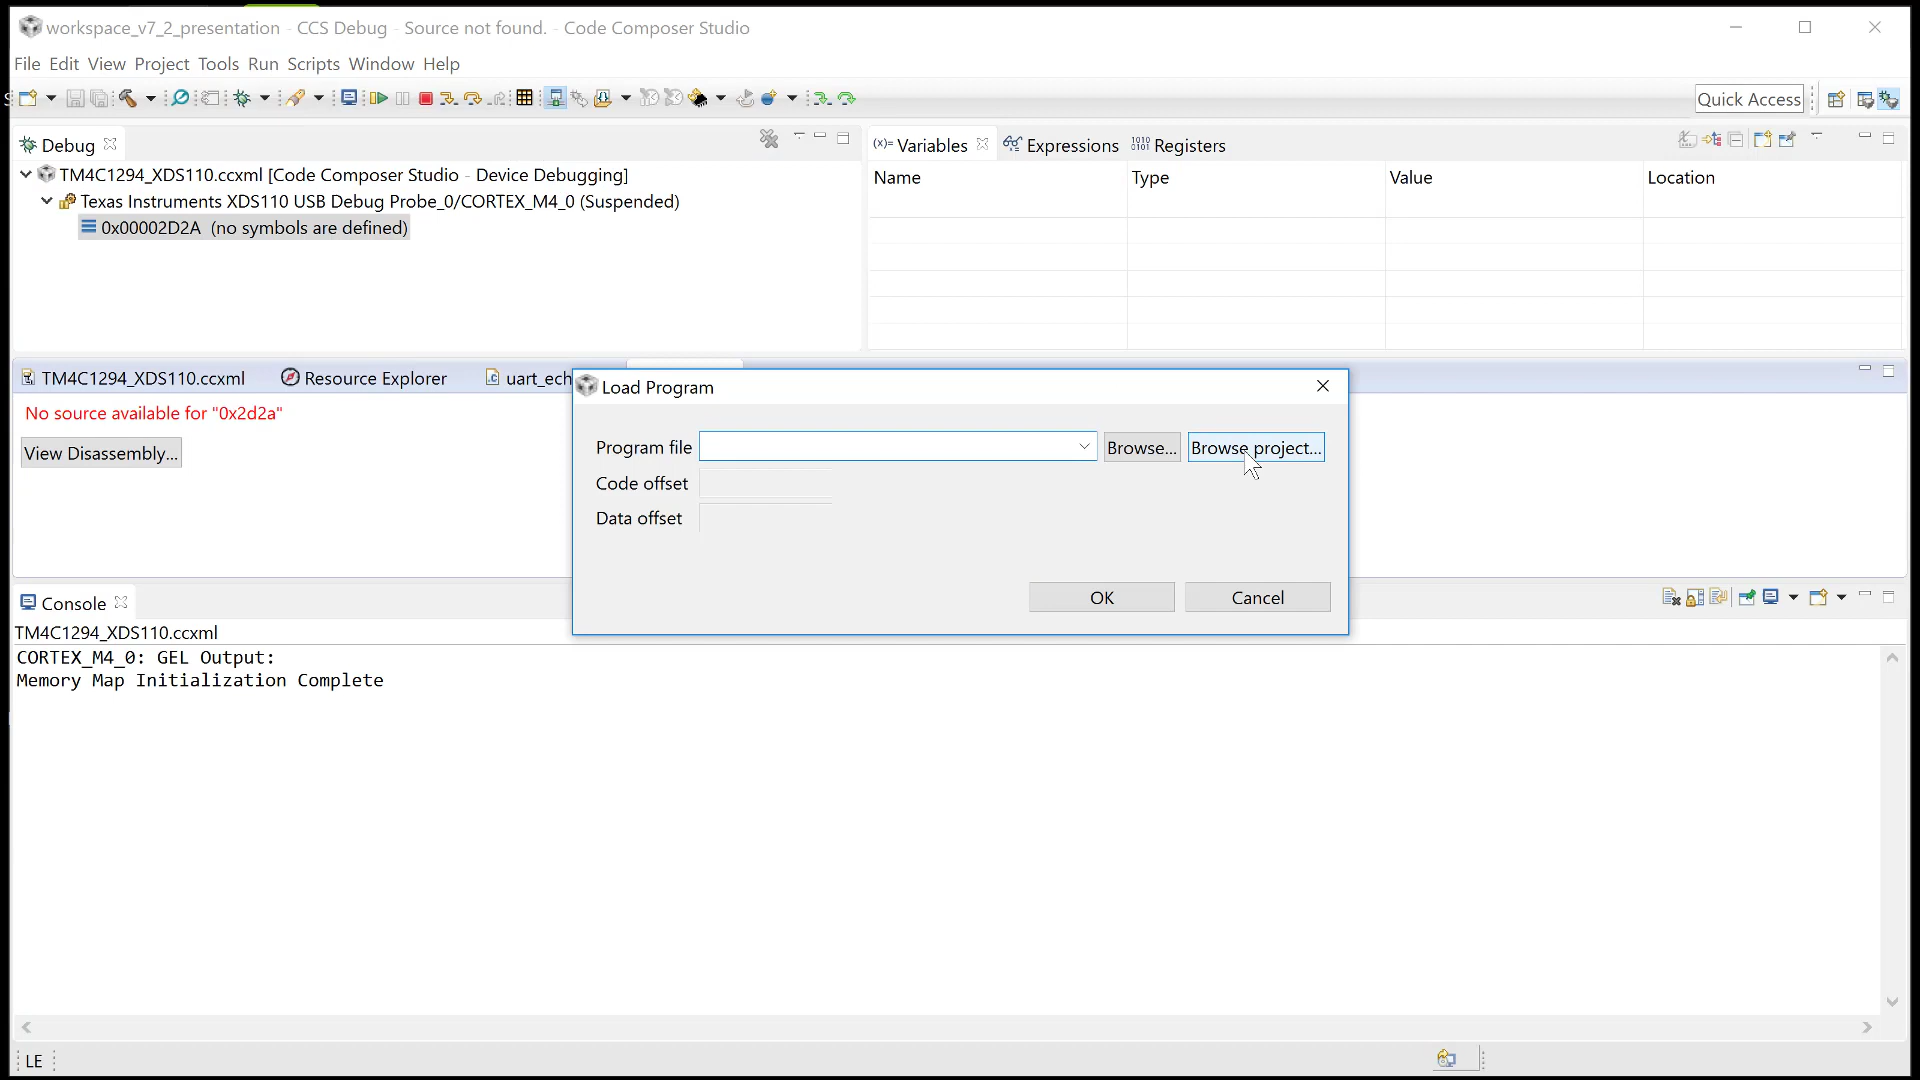 workspace_v7_2_presentation - CCS Debug - Source not found. - Code Composer Studio
File Edit View Project Tools Run Scripts Window Help
Quick Access
Debug
Variables Expressions Registers
TM4C1294_XDS110.ccxml [Code Composer Studio - Device Debugging]
Texas Instruments XDS110 USB Debug Probe_0/CORTEX_M4_0 (Suspended)
0x00002D2A (no symbols are defined)
Name Type Value Location
TM4C1294_XDS110.ccxml Resource Explorer uart_ech
No source available for "0x2d2a"
View Disassembly...
Load Program
Program file Browse... Browse project...
Code offset
Data offset
OK Cancel
Console
TM4C1294_XDS110.ccxml
CORTEX_M4_0: GEL Output:
Memory Map Initialization Complete
LE